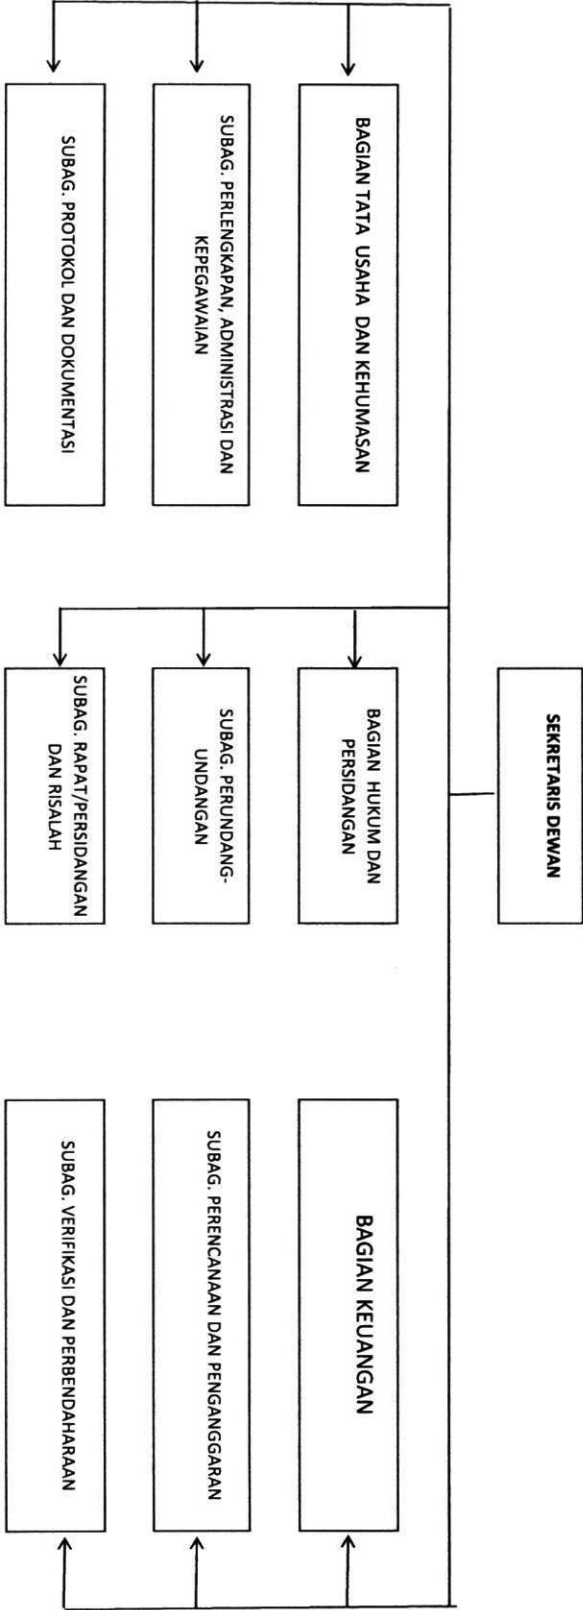 SEKRETARIS DEWAN
BAGIAN TATA USAHA DAN KEHUMASAN
SUBAG. PERLENGKAPAN, ADMINISTRASI DAN
KEPEGAWAIAN
SUBAG. PROTOKOL DAN DOKUMENTASI
BAGIAN HUKUM DAN
PERSIDANGAN
SUBAG. PERUNDANG-
UNDANGAN
SUBAG. RAPAT/PERSIDANGAN
DAN RISALAH
BAGIAN KEUANGAN
SUBAG. PERENCANAAN DAN PENGANGGARAN
SUBAG. VERIFIKASI DAN PERBENDAHARAAN